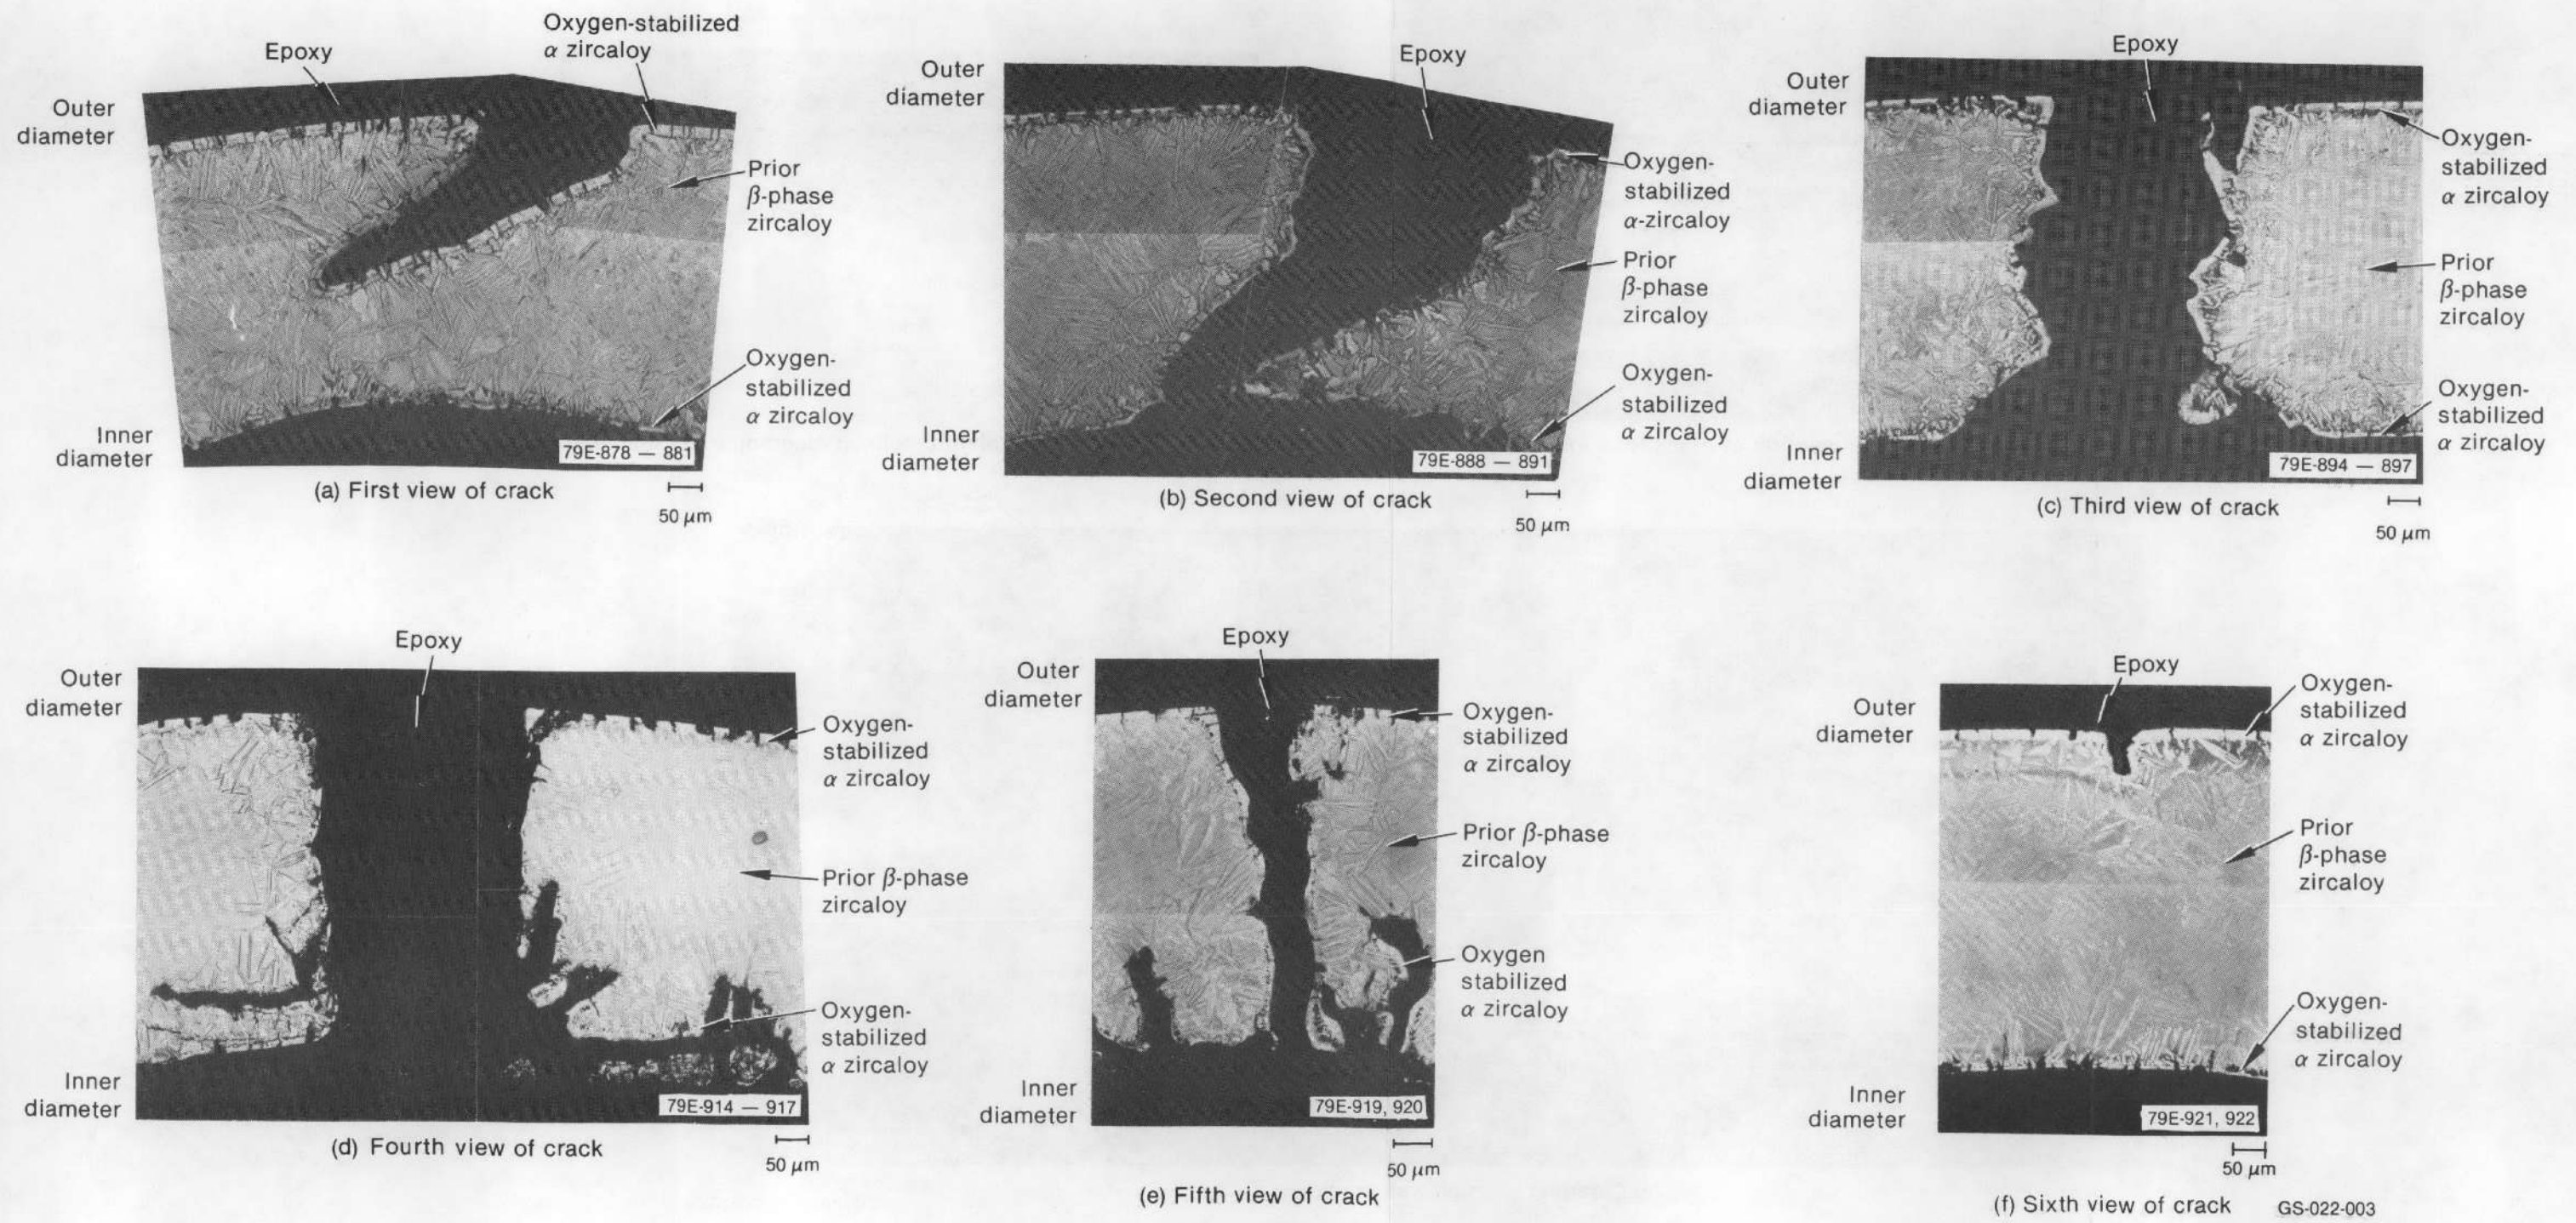 Epoxy
Oxygen-stabilized
α zircaloy
Outer
diameter
Prior
β-phase
zircaloy
Oxygen-
stabilized
α zircaloy
Inner
diameter
79E-878 — 881
(a) First view of crack
50 μm
Outer
diameter
Epoxy
Oxygen-
stabilized
α-zircaloy
Prior
β-phase
zircaloy
Oxygen-
stabilized
α zircaloy
Inner
diameter
79E-888 — 891
(b) Second view of crack
50 μm
Epoxy
Outer
diameter
Oxygen-
stabilized
α zircaloy
Prior
β-phase
zircaloy
Oxygen-
stabilized
α zircaloy
Inner
diameter
79E-894 — 897
(c) Third view of crack
50 μm
Epoxy
Outer
diameter
Oxygen-
stabilized
α zircaloy
Prior β-phase
zircaloy
Oxygen-
stabilized
α zircaloy
Inner
diameter
79E-914 — 917
(d) Fourth view of crack
50 μm
Epoxy
Outer
diameter
Oxygen-
stabilized
α zircaloy
Prior β-phase
zircaloy
Oxygen
stabilized
α zircaloy
Inner
diameter
79E-919, 920
50 μm
(e) Fifth view of crack
Epoxy
Outer
diameter
Oxygen-
stabilized
α zircaloy
Prior
β-phase
zircaloy
Oxygen-
stabilized
α zircaloy
Inner
diameter
79E-921, 922
50 μm
(f) Sixth view of crack
GS-022-003